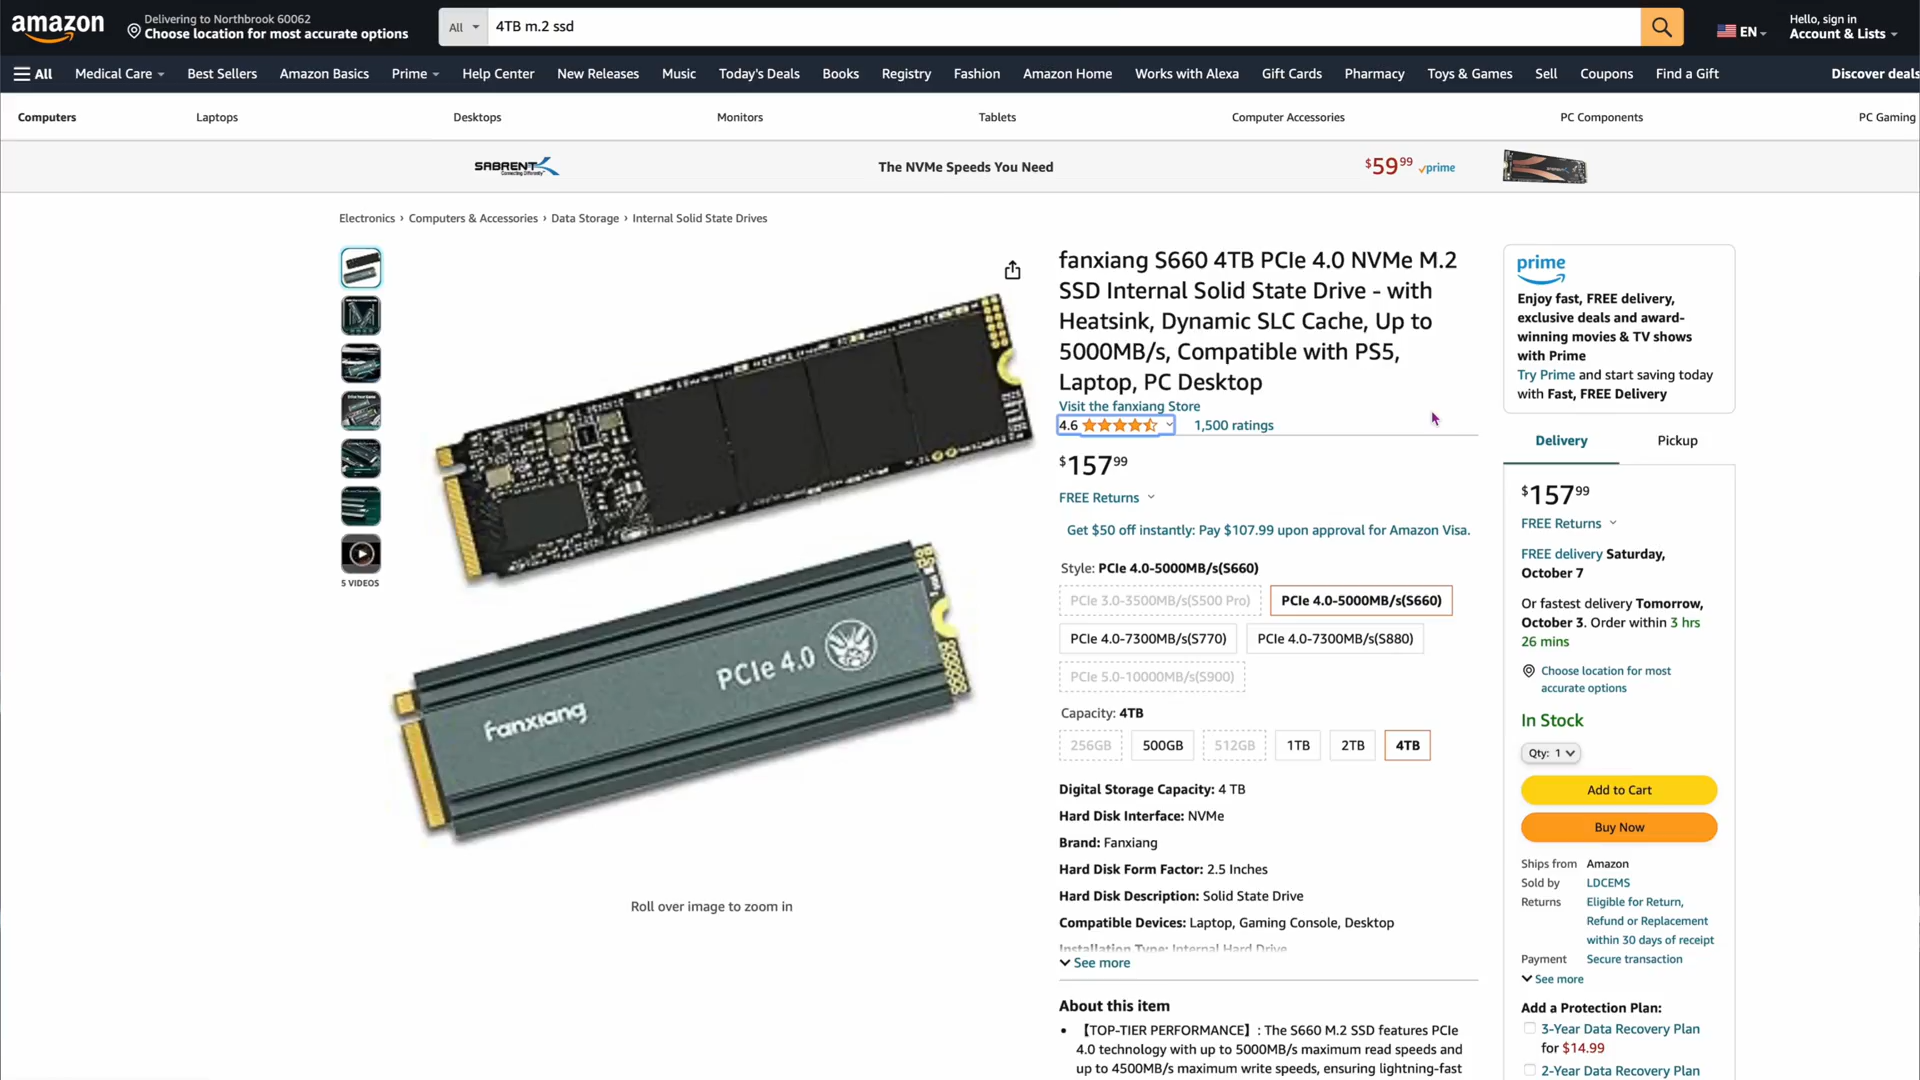 amazon
Delivering to Northbrook 60062
Choose location for most accurate options
All
4TB m.2 ssd
EN
Hello, sign in
Account & Lists
All
Medical Care
Best Sellers
Amazon Basics
Prime
Help Center
New Releases
Music
Today's Deals
Books
Registry
Fashion
Amazon Home
Works with Alexa
Gift Cards
Pharmacy
Toys & Games
Sell
Coupons
Find a Gift
Discover deals
Computers
Laptops
Desktops
Monitors
Tablets
Computer Accessories
PC Components
PC Gaming
SABRENT
The NVMe Speeds You Need
$59 99 prime
Electronics › Computers & Accessories › Data Storage › Internal Solid State Drives
5 VIDEOS
PCIe 4.0
fanxiang
Roll over image to zoom in
fanxiang S660 4TB PCIe 4.0 NVMe M.2
SSD Internal Solid State Drive - with
Heatsink, Dynamic SLC Cache, Up to
5000MB/s, Compatible with PS5,
Laptop, PC Desktop
Visit the fanxiang Store
4.6 1,500 ratings
$157 99
FREE Returns
Get $50 off instantly: Pay $107.99 upon approval for Amazon Visa.
Style: PCIe 4.0-5000MB/s(S660)
PCIe 3.0-3500MB/s(S500 Pro)
PCIe 4.0-5000MB/s(S660)
PCIe 4.0-7300MB/s(S770)
PCIe 4.0-7300MB/s(S880)
PCIe 5.0-10000MB/s(S900)
Capacity: 4TB
256GB
500GB
512GB
1TB
2TB
4TB
Digital Storage Capacity: 4 TB
Hard Disk Interface: NVMe
Brand: Fanxiang
Hard Disk Form Factor: 2.5 Inches
Hard Disk Description: Solid State Drive
Compatible Devices: Laptop, Gaming Console, Desktop
Installation Type: Internal Hard Drive
See more
About this item
• 【TOP-TIER PERFORMANCE】: The S660 M.2 SSD features PCIe
4.0 technology with up to 5000MB/s maximum read speeds and
up to 4500MB/s maximum write speeds, ensuring lightning-fast
prime
Enjoy fast, FREE delivery,
exclusive deals and award-
winning movies & TV shows
with Prime
Try Prime and start saving today
with Fast, FREE Delivery
Delivery
Pickup
$157 99
FREE Returns
FREE delivery Saturday,
October 7
Or fastest delivery Tomorrow,
October 3. Order within 3 hrs
26 mins
Choose location for most
accurate options
In Stock
Qty: 1
Add to Cart
Buy Now
Ships from Amazon
Sold by LDCEMS
Returns Eligible for Return,
Refund or Replacement
within 30 days of receipt
Payment Secure transaction
See more
Add a Protection Plan:
3-Year Data Recovery Plan
for $14.99
2-Year Data Recovery Plan